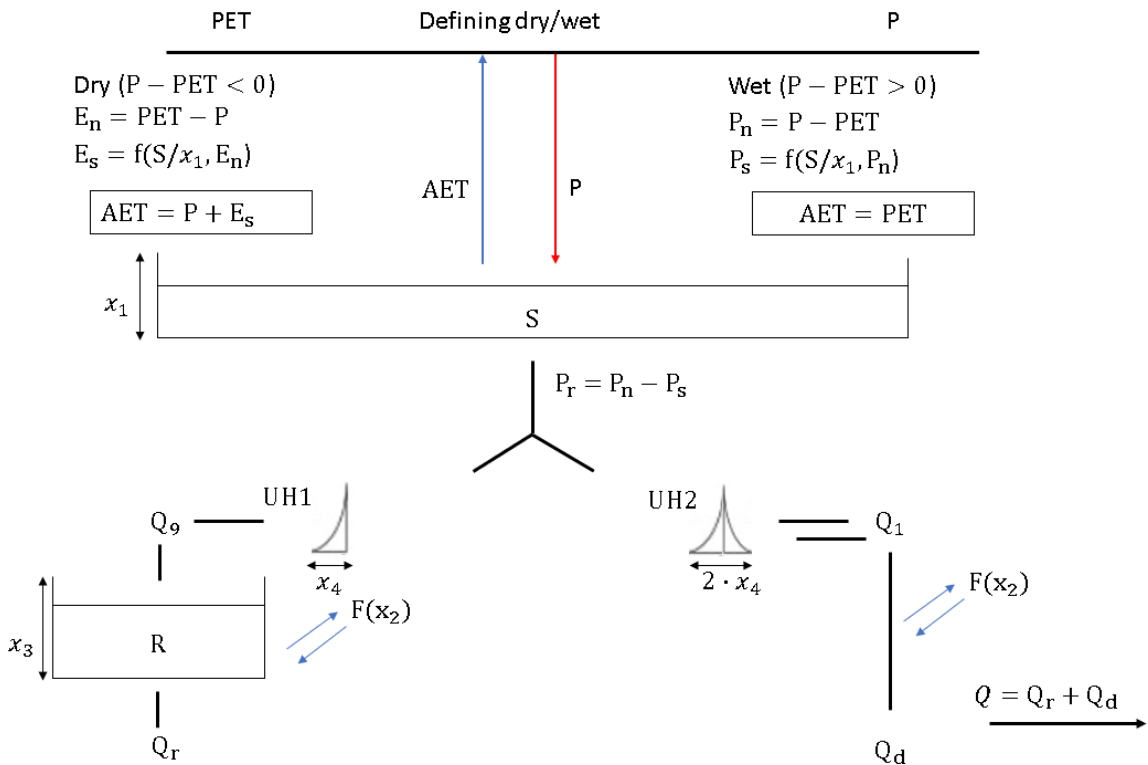 PET
Defining dry/wet
P
Dry (P − PET < 0)
Eₙ = PET − P
Eₛ = f(S/x₁, Eₙ)
AET = P + Eₛ
Wet (P − PET > 0)
Pₙ = P − PET
Pₛ = f(S/x₁, Pₙ)
AET = PET
AET
P
x₁
S
Pᵣ = Pₙ − Pₛ
UH1
Q₉
x₄
F(x₂)
x₃
R
Qᵣ
UH2
Q₁
2 · x₄
F(x₂)
Q = Qᵣ + Q_d
Q_d